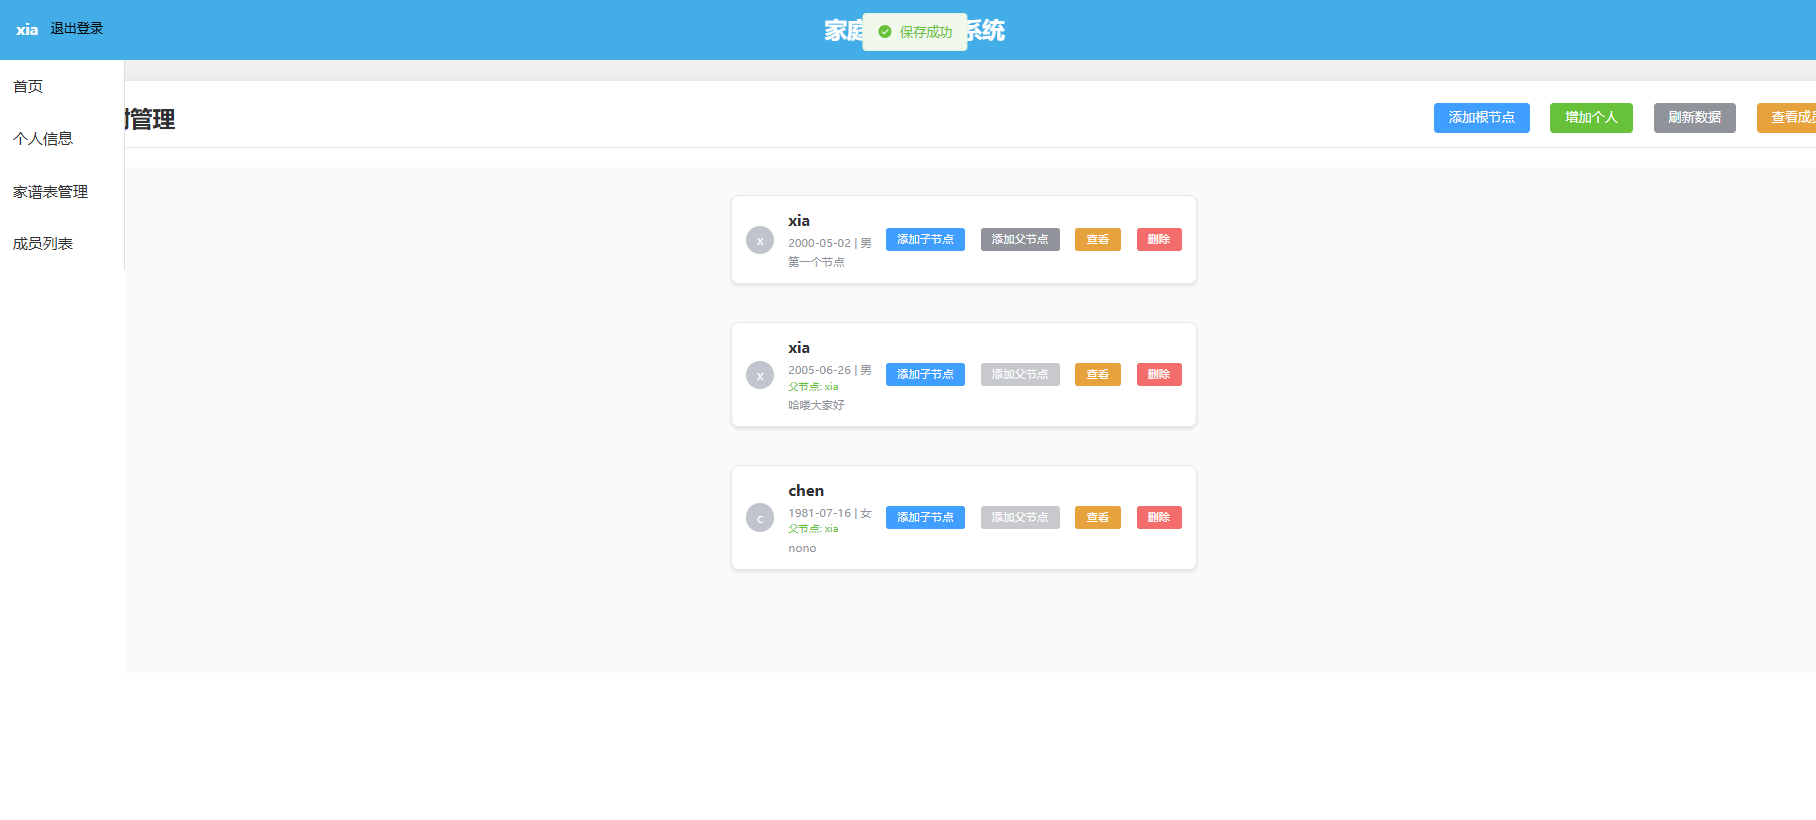 xia 退出登录
家庭
保存成功
系统
首页
个人信息
家谱表管理
成员列表
管理
添加根节点 增加个人 刷新数据 查看成员
xia
2000-05-02 | 男
第一个节点
x
添加子节点 添加父节点 查看 删除
xia
2005-06-26 | 男
父节点: xia
哈喽大家好
x
添加子节点 添加父节点 查看 删除
chen
1981-07-16 | 女
父节点: xia
nono
c
添加子节点 添加父节点 查看 删除